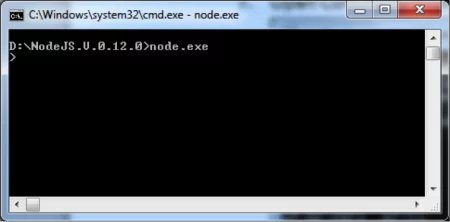 C:\Windows\system32\cmd.exe - node.exe
D:\NodeJS.V.0.12.0>node.exe
>